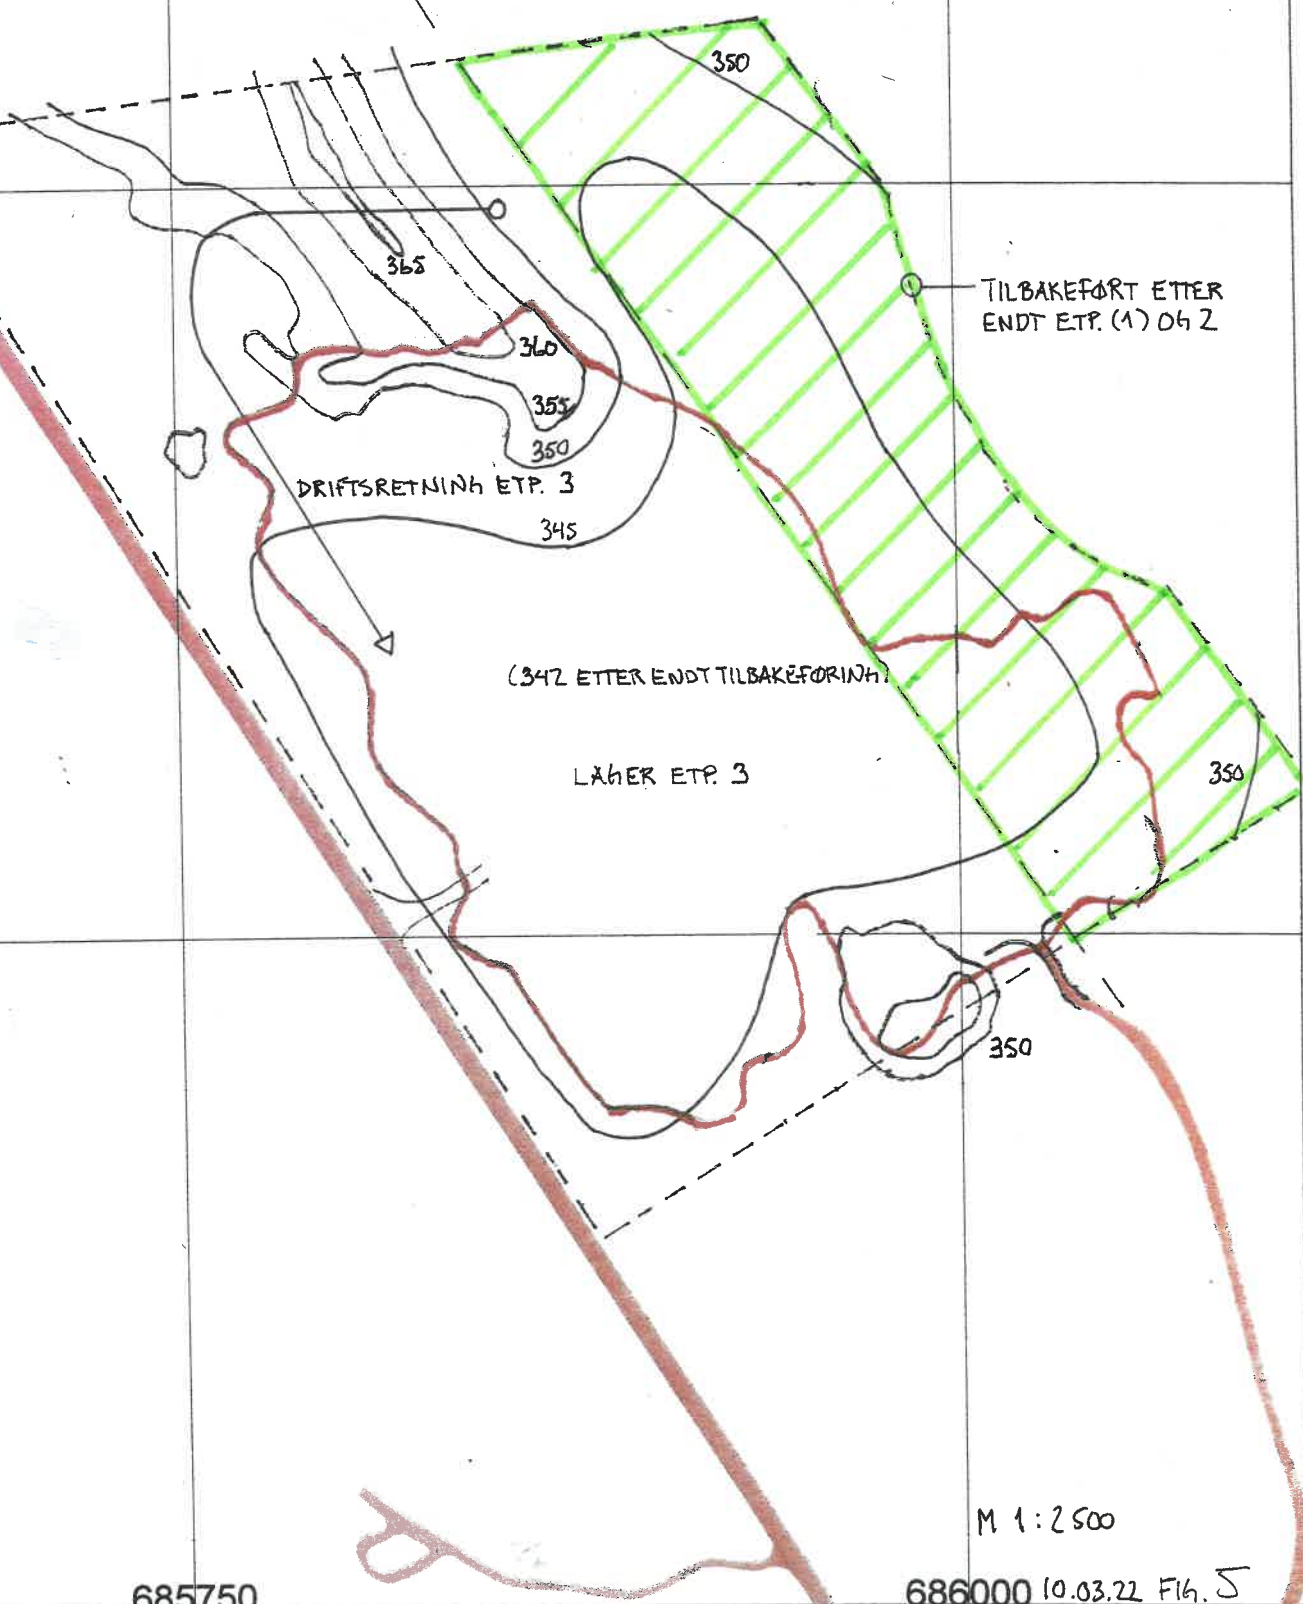 350
365
TILBAKEFØRT ETTER
ENDT ETP. (1) OG 2
360
355
350
DRIFTSRETNING ETP. 3
345
(342 ETTER ENDT TILBAKEFØRING)
LAGER ETP. 3
350
350
M 1:2500
685750
686000 10.03.22 FIG. 5